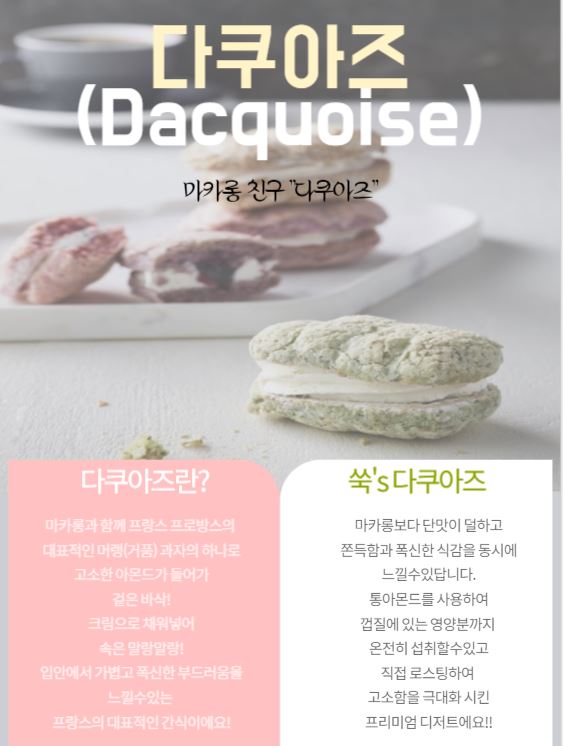 다쿠아즈
(Dacquoise)
마카롱 친구 "다쿠아즈"
다쿠아즈란?
마카롱과 함께 프랑스 프로방스의
대표적인 머랭(거품) 과자의 하나로
고소한 아몬드가 들어가
겉은 바삭!
크림으로 채워넣어
속은 말랑말랑!
입안에서 가볍고 폭신한 부드러움을
느낄수있는
프랑스의 대표적인 간식이에요!
쑥's 다쿠아즈
마카롱보다 단맛이 덜하고
쫀득함과 폭신한 식감을 동시에
느낄수있답니다.
통아몬드를 사용하여
껍질에 있는 영양분까지
온전히 섭취할수있고
직접 로스팅하여
고소함을 극대화 시킨
프리미엄 디저트에요!!